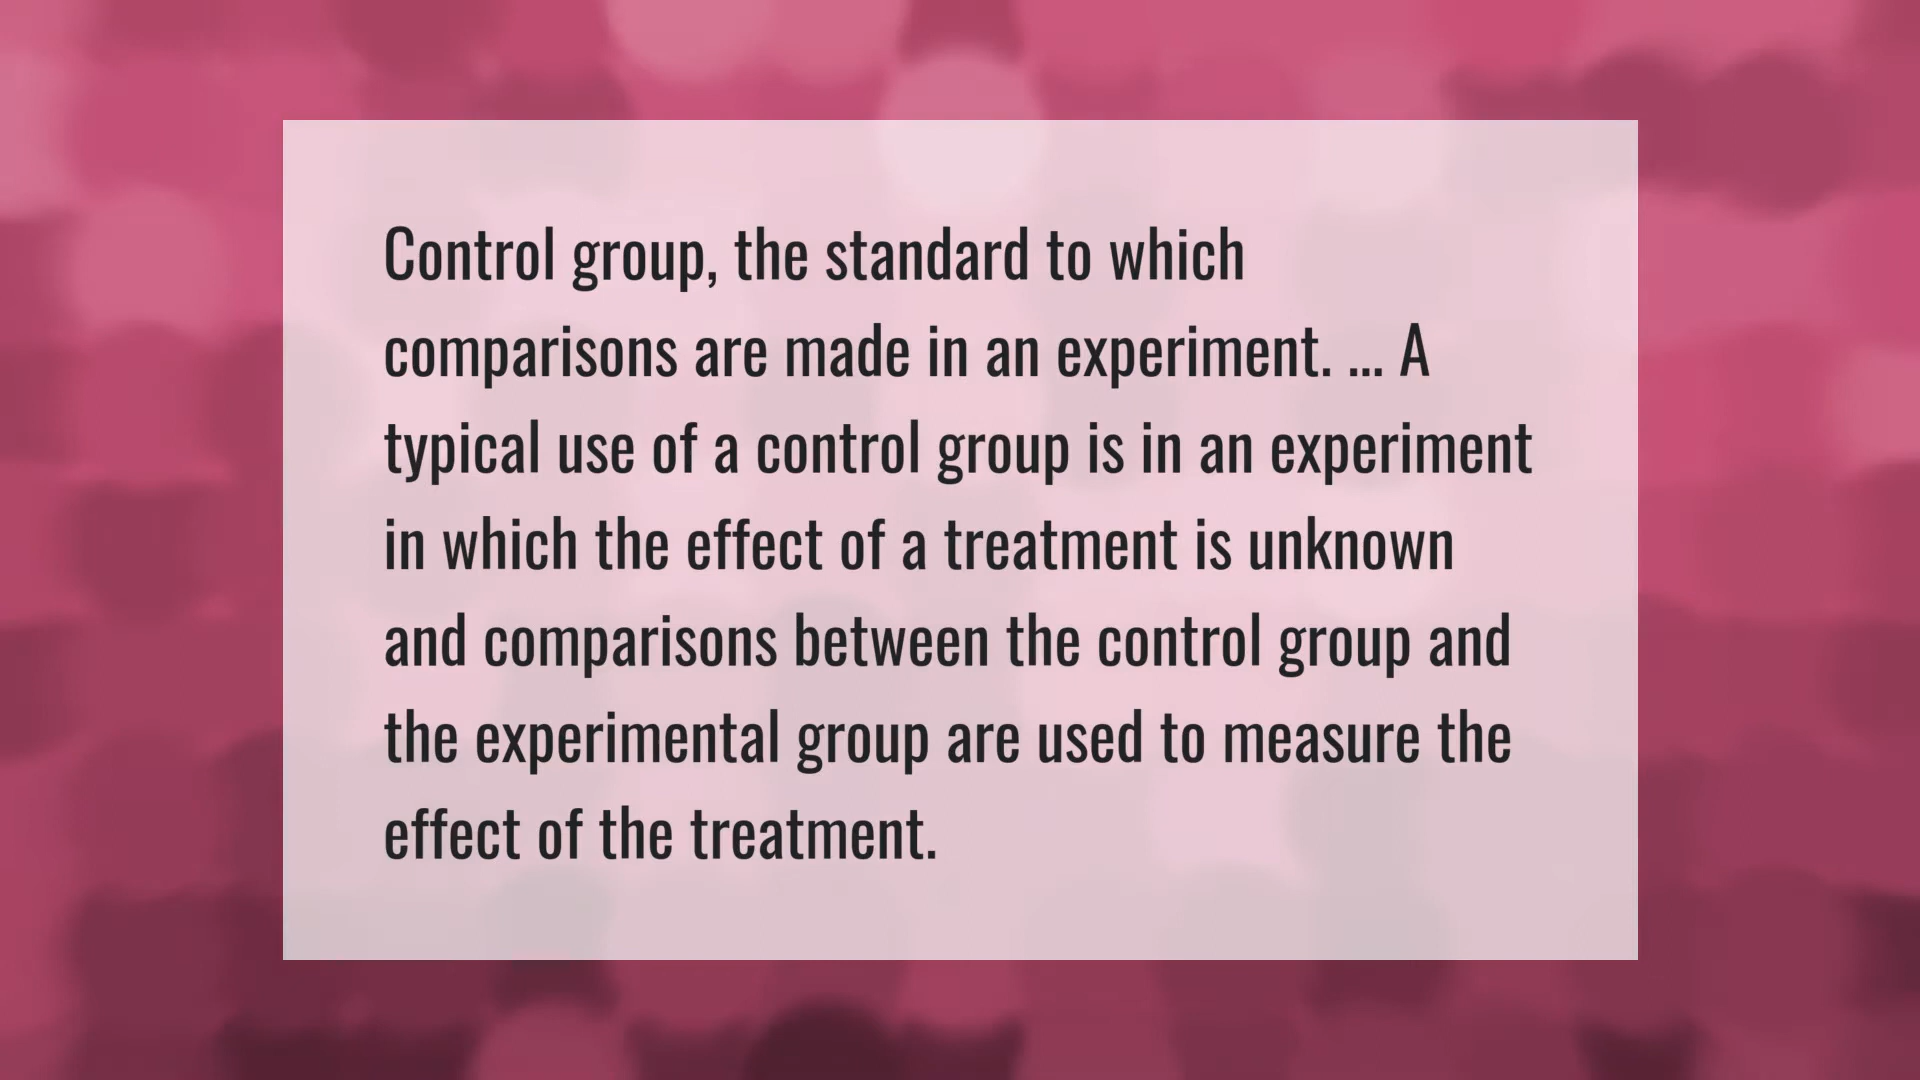 Control group, the standard to which
comparisons are made in an experiment. ... A
typical use of a control group is in an experiment
in which the effect of a treatment is unknown
and comparisons between the control group and
the experimental group are used to measure the
effect of the treatment.